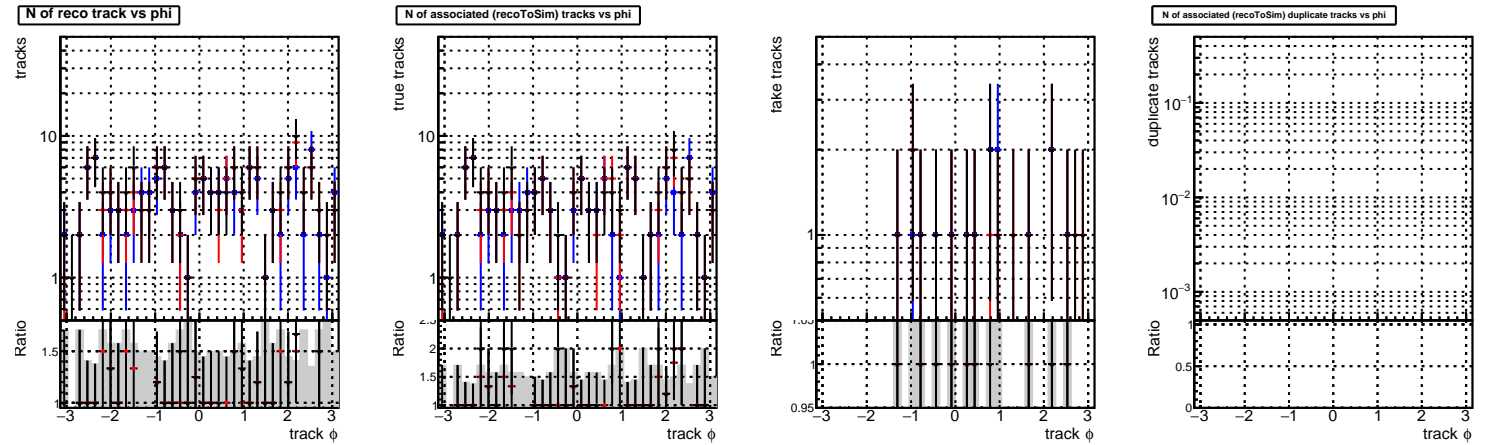 N of reco track vs phi
tracks
10
1
Ratio
1.5
1
−3 −2 −1 0 1 2 3
track ϕ
N of associated (recoToSim) tracks vs phi
true tracks
10
1
Ratio
2.5
2
1.5
1
−3 −2 −1 0 1 2 3
track ϕ
fake tracks
1
Ratio
1.05
1
0.95
−3 −2 −1 0 1 2 3
track ϕ
N of associated (recoToSim) duplicate tracks vs phi
duplicate tracks
10−1
10−2
10−3
Ratio
1
0.5
0
−3 −2 −1 0 1 2 3
track ϕ